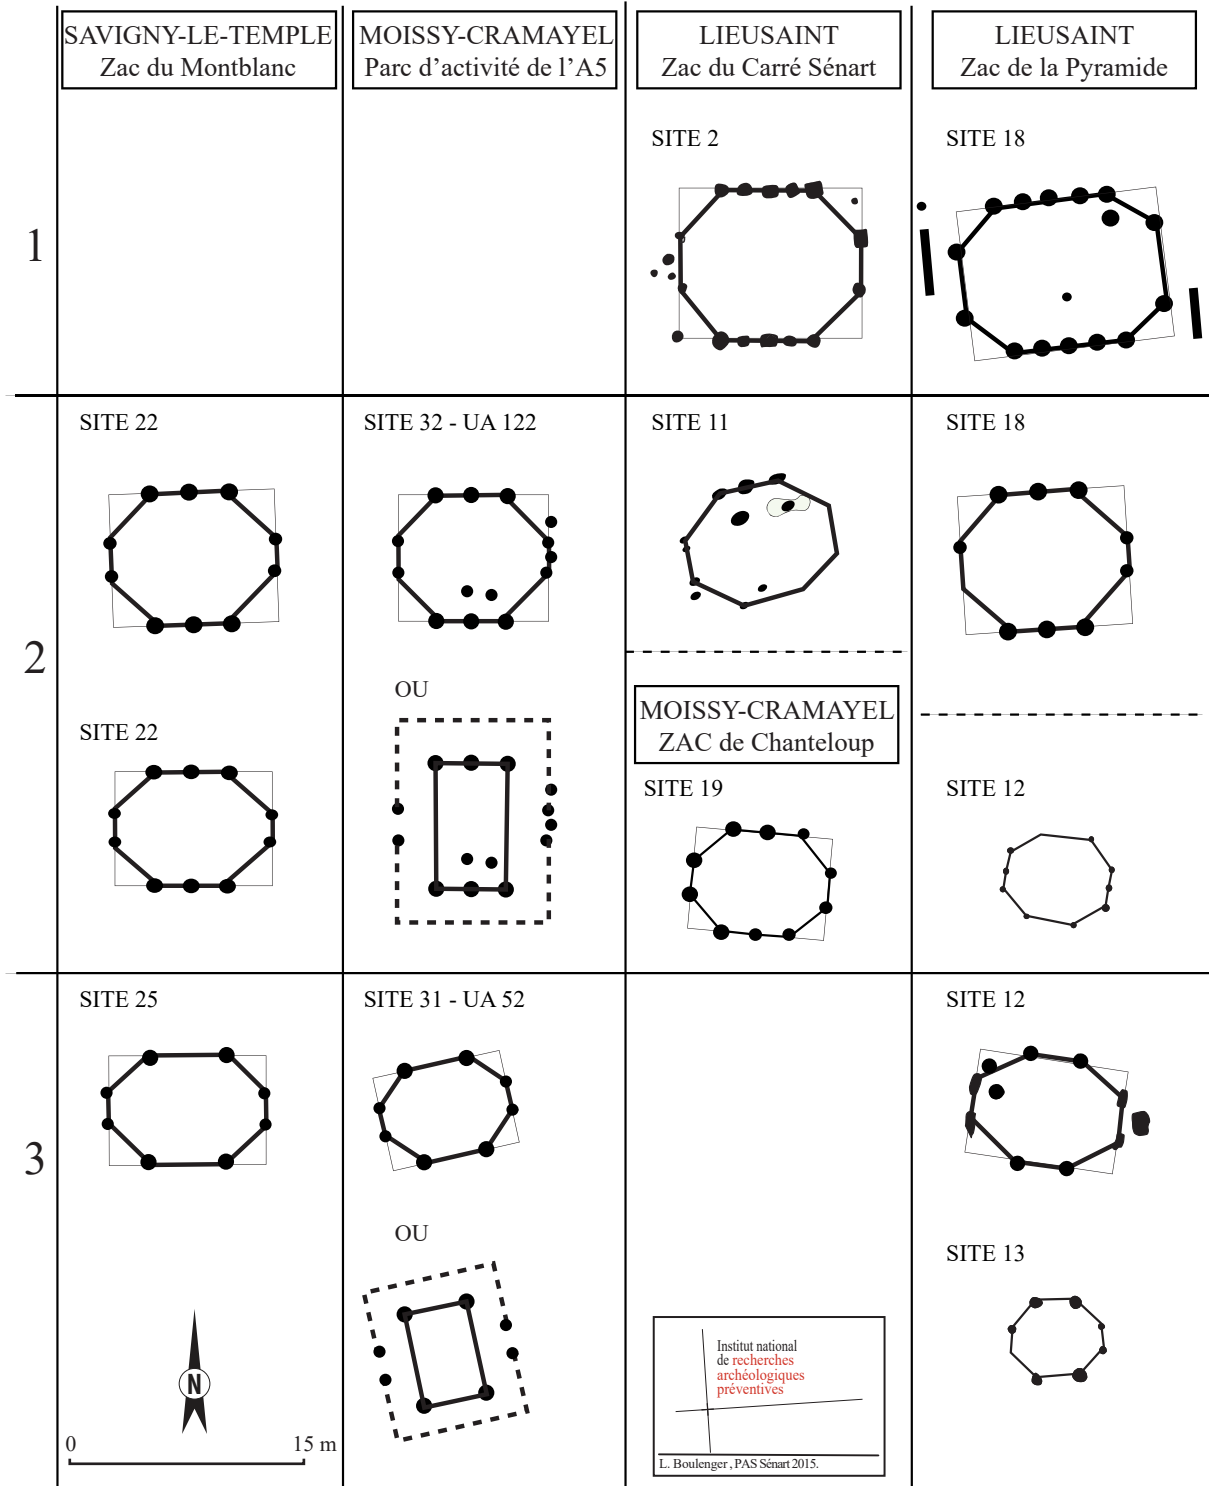 SAVIGNY-LE-TEMPLE
Zac du Montblanc
MOISSY-CRAMAYEL
Parc d’activité de l’A5
LIEUSAINT
Zac du Carré Sénart
LIEUSAINT
Zac de la Pyramide
1
SITE 2
SITE 18
2
SITE 22
SITE 32 - UA 122
SITE 11
SITE 18
SITE 22
OU
MOISSY-CRAMAYEL
ZAC de Chanteloup
SITE 19
SITE 12
3
SITE 25
SITE 31 - UA 52
SITE 12
OU
SITE 13
N
0 15 m
Institut national
de recherches
archéologiques
préventives
L. Boulenger , PAS Sénart 2015.